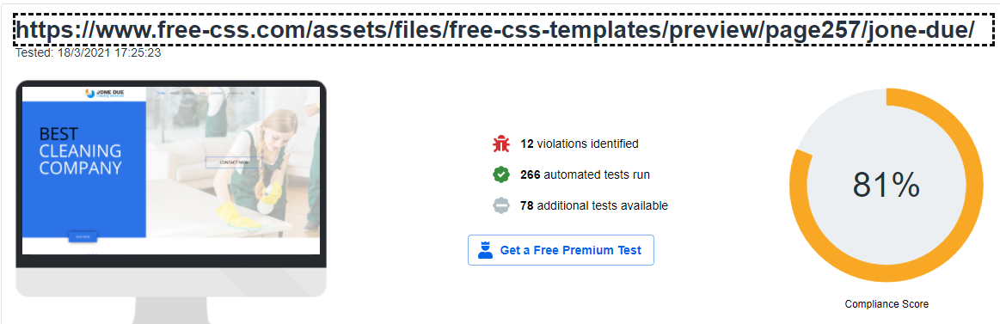 https://www.free-css.com/assets/files/free-css-templates/preview/page257/jone-due/
Tested: 18/3/2021 17:25:23
JONE DUE
BEST
CLEANING
COMPANY
CONTACT NOW
12 violations identified
266 automated tests run
78 additional tests available
Get a Free Premium Test
81%
Compliance Score